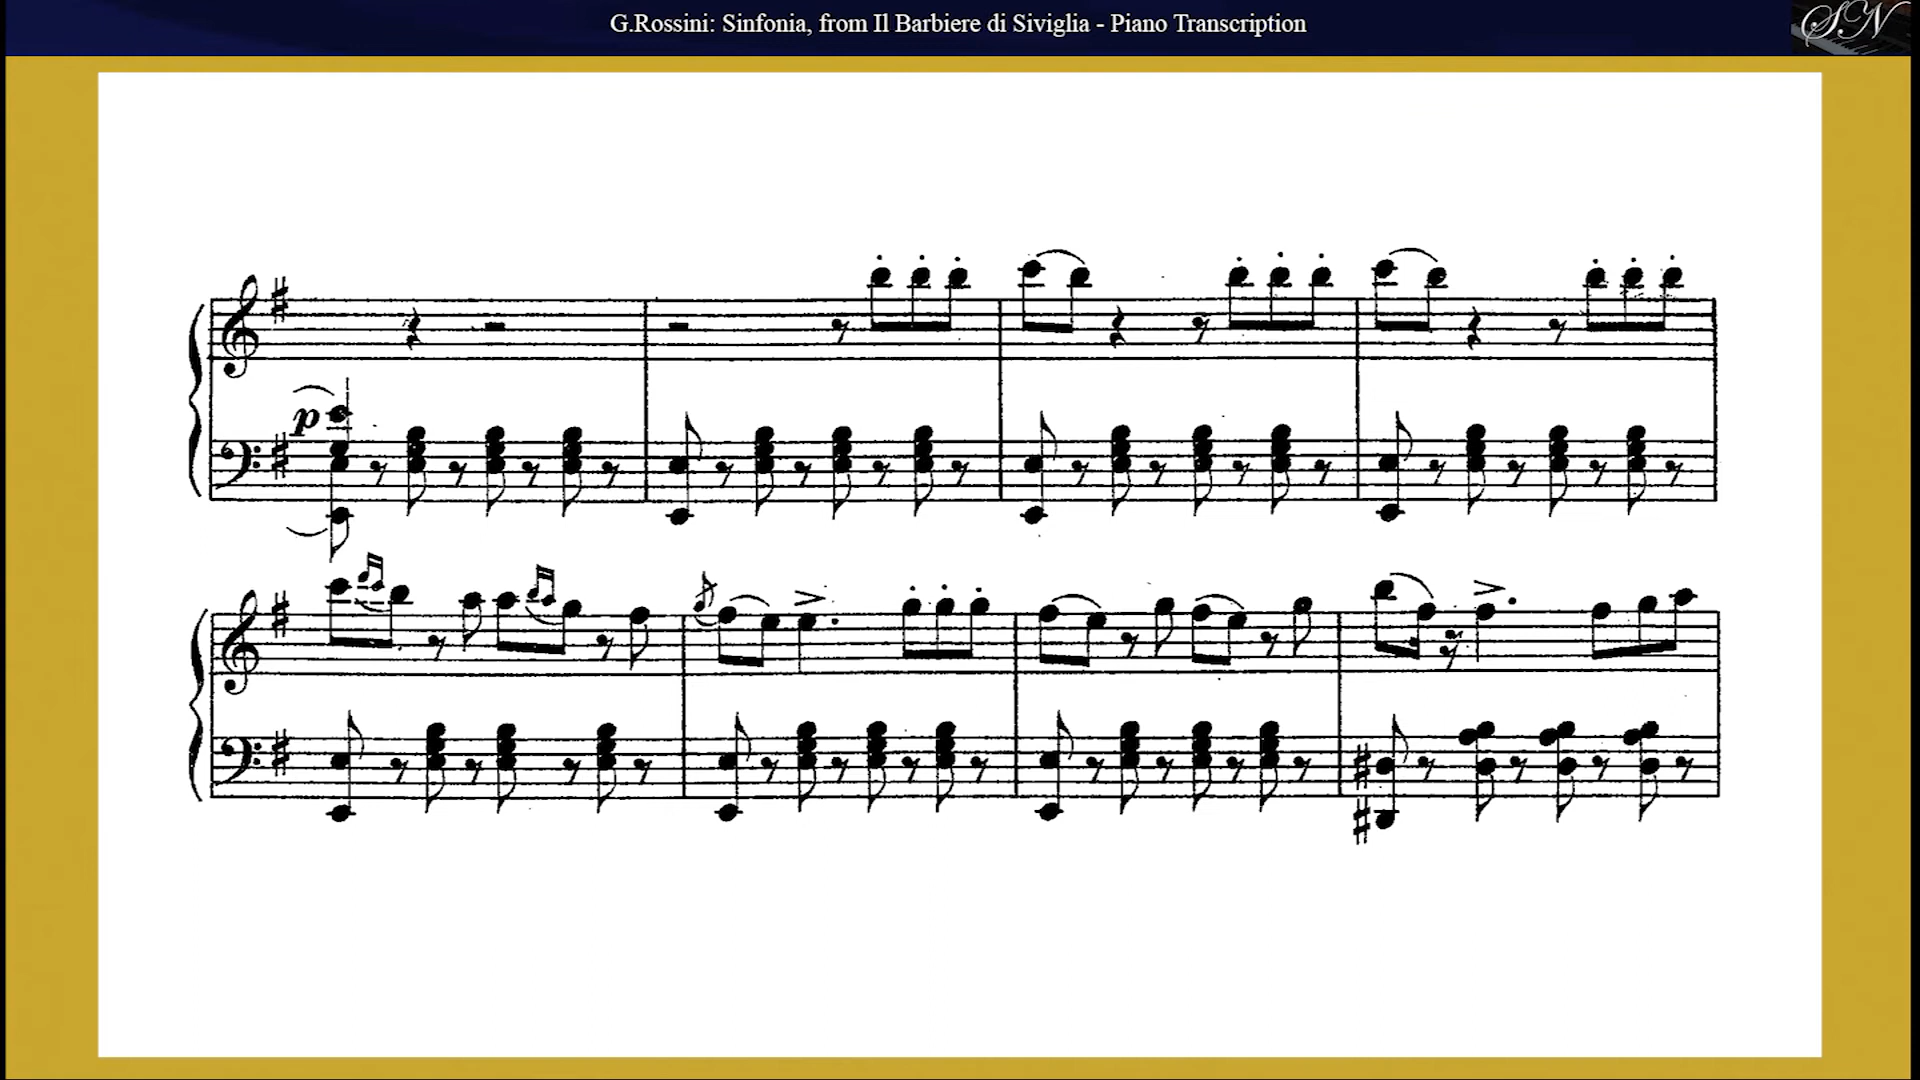 G.Rossini: Sinfonia, from Il Barbiere di Siviglia - Piano Transcription
SN
p